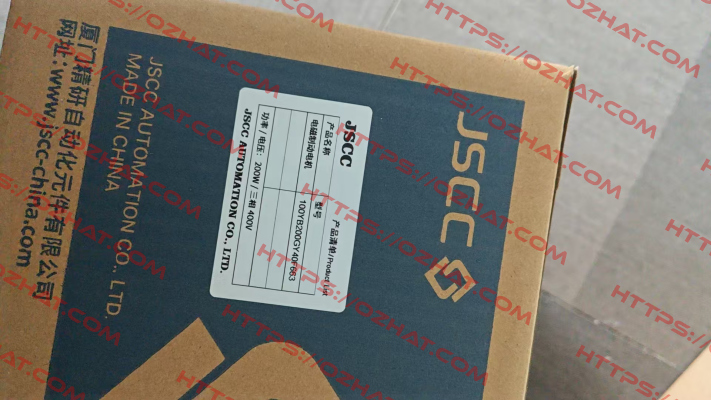 JSCC
JSCC
产品清单/Product List
产品名称
型号
电磁制动电机
功率/电压: 200W/三相 400V
JSCC AUTOMATION CO., LTD.
JSCC AUTOMATION CO., LTD.
MADE IN CHINA
厦门精研自动化元件有限公司
网址: www.jscc-china.com
HTTPS://OZHAT.COM